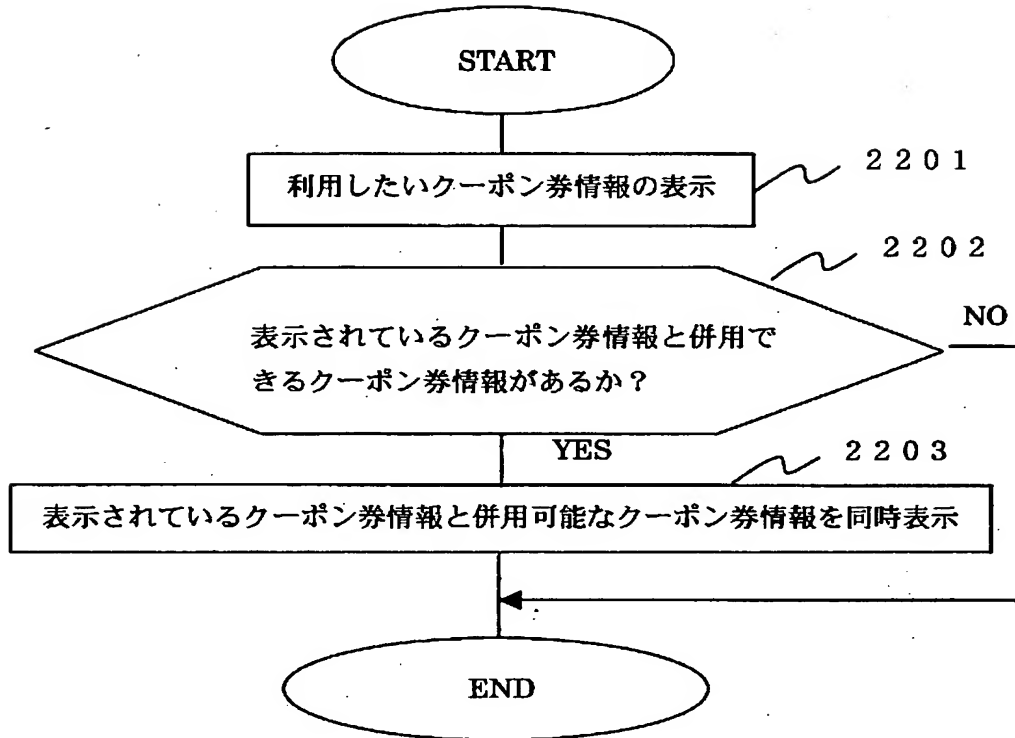 START
利用したいクーポン券情報の表示
２２０１
２２０２
表示されているクーポン券情報と併用で
きるクーポン券情報があるか？
NO
YES
２２０３
表示されているクーポン券情報と併用可能なクーポン券情報を同時表示
END